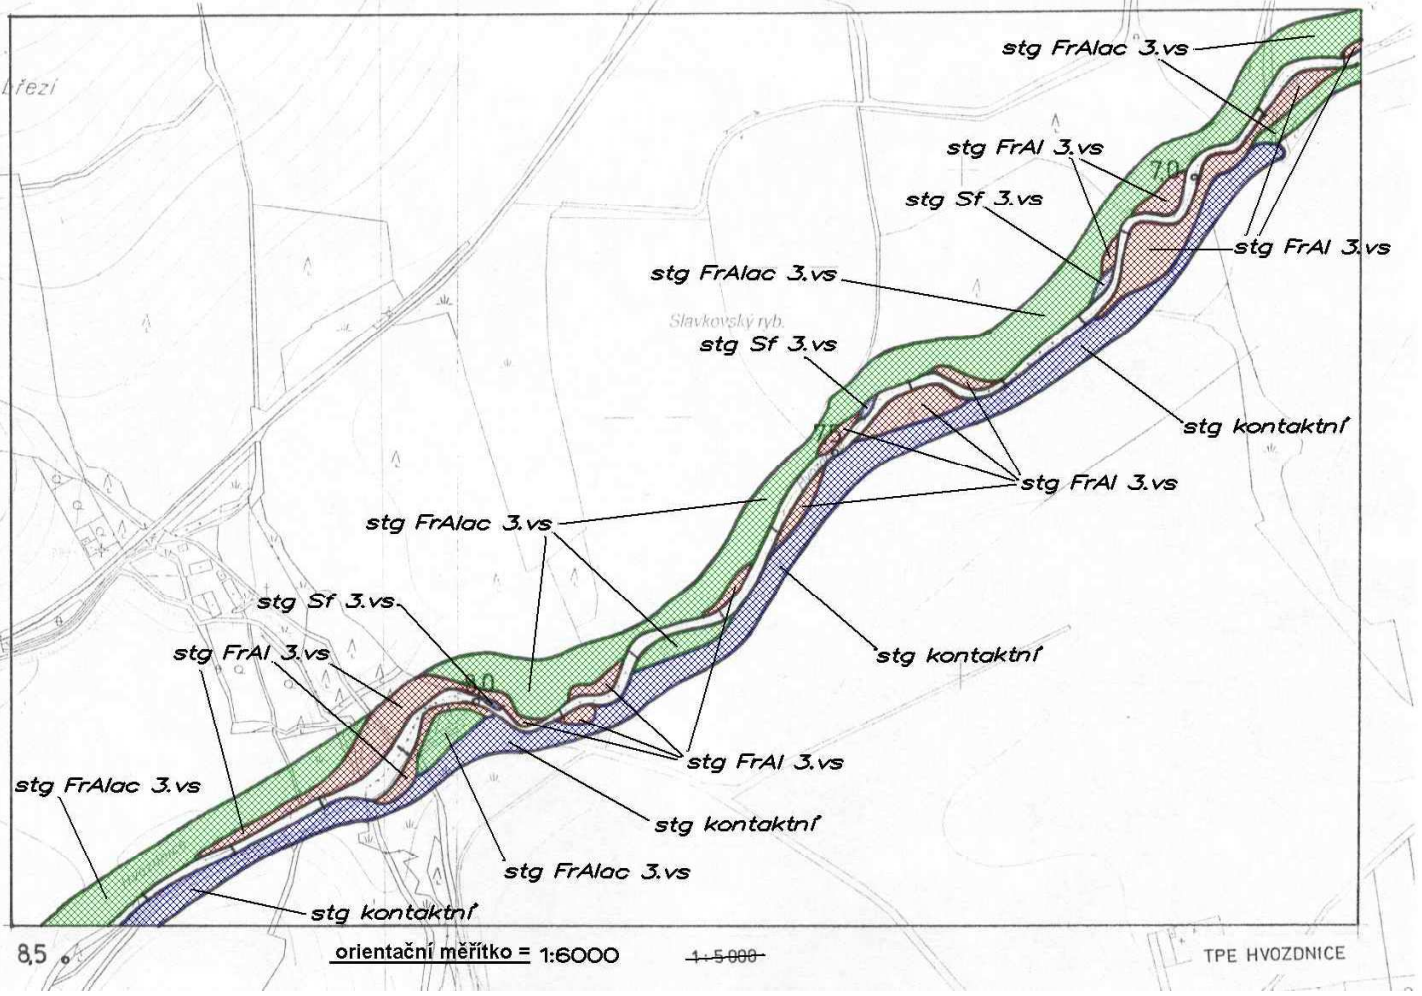 stg FrAlac 3.vs
březí
stg FrAl 3.vs
7,0
stg Sf 3.vs
stg FrAl 3.vs
stg FrAlac 3.vs
Slavkovský ryb.
stg Sf 3.vs
stg kontaktní
7,5
stg FrAl 3.vs
stg FrAlac 3.vs
stg Sf 3.vs
stg FrAl 3.vs
stg kontaktní
8,0
stg FrAl 3.vs
stg FrAlac 3.vs
stg kontaktní
stg FrAlac 3.vs
stg kontaktní
8,5
orientační měřítko = 1:6000
1:5000
TPE HVOZDNICE